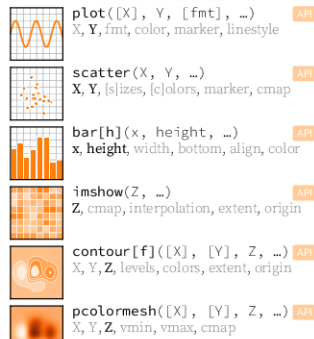 plot([X], Y, [fmt], …) API
X, Y, fmt, color, marker, linestyle
scatter(X, Y, …) API
X, Y, [s]izes, [c]olors, marker, cmap
bar[h](x, height, …) API
x, height, width, bottom, align, color
imshow(Z, …) API
Z, cmap, interpolation, extent, origin
contour[f]([X], [Y], Z, …) API
X, Y, Z, levels, colors, extent, origin
pcolormesh([X], [Y], Z, …) API
X, Y, Z, vmin, vmax, cmap